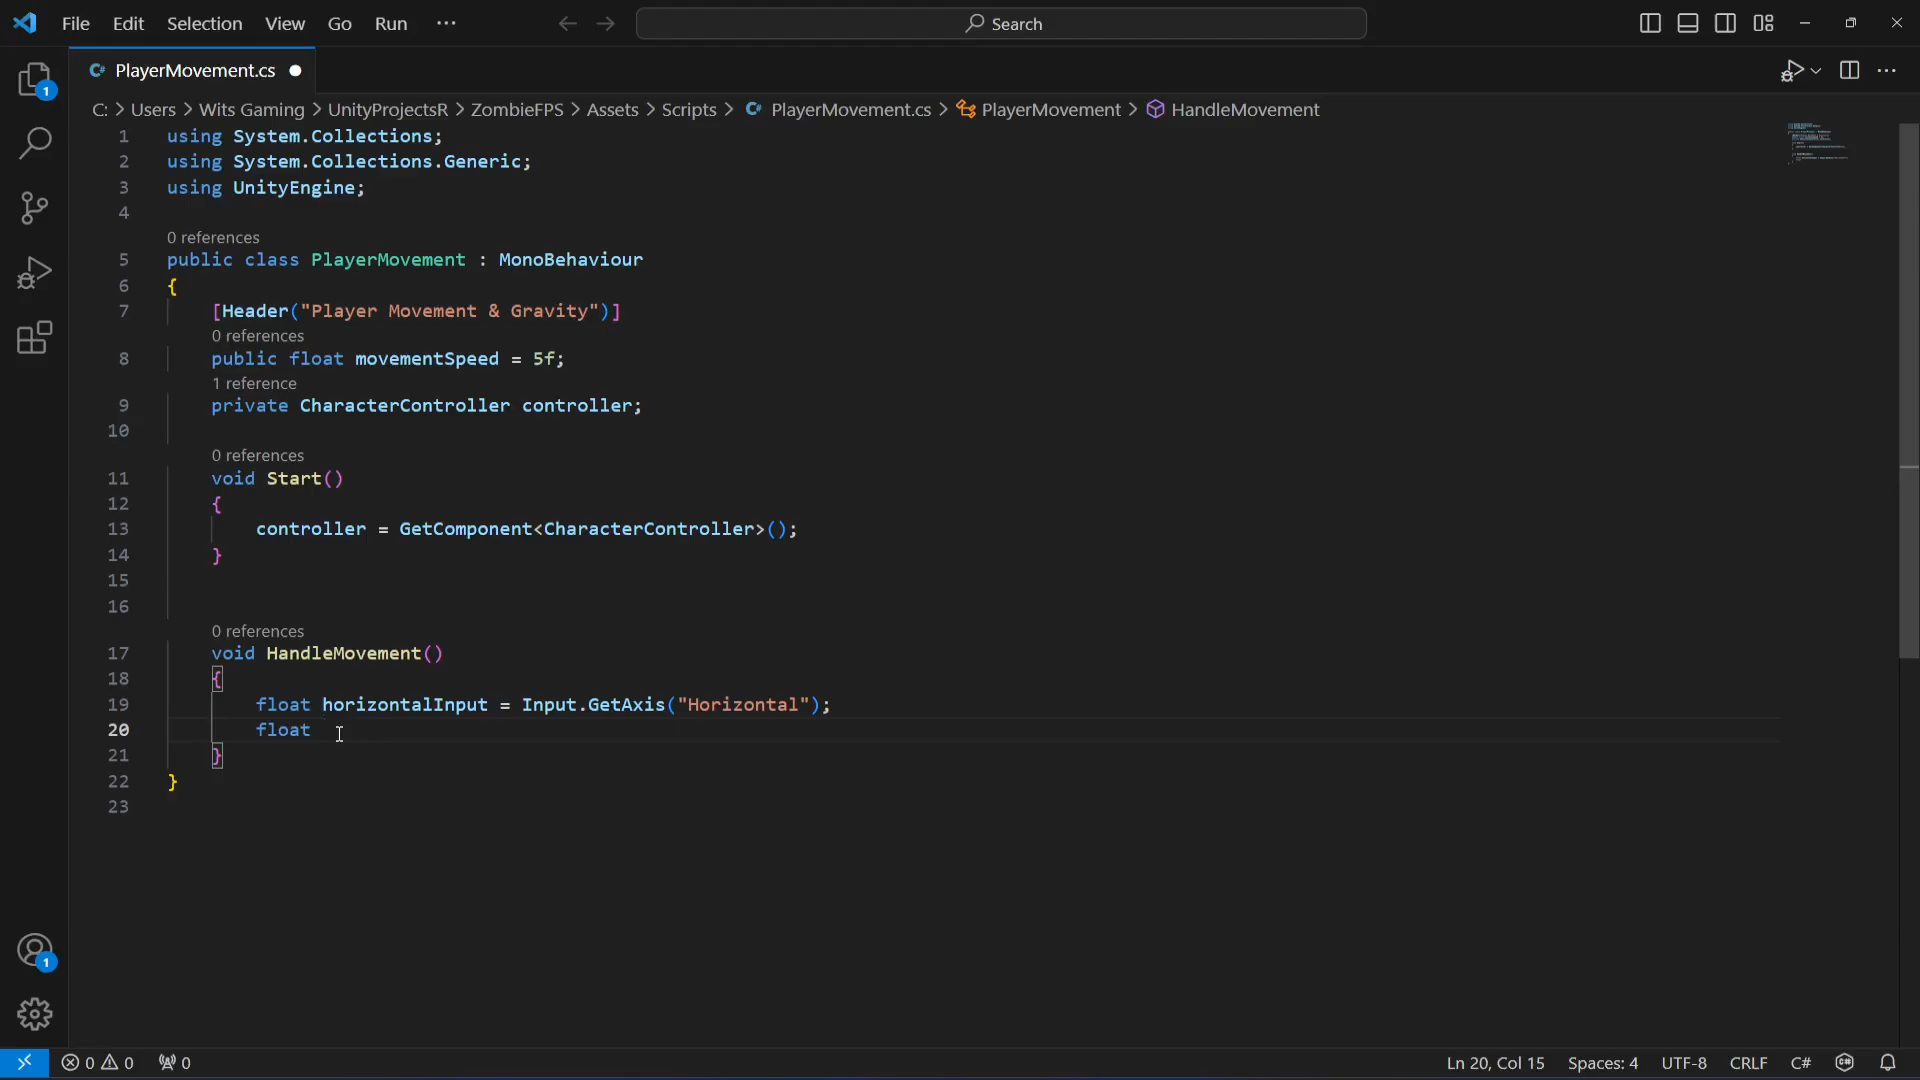 File Edit Selection View Go Run ··· Search
PlayerMovement.cs
C: > Users > Wits Gaming > UnityProjectsR > ZombieFPS > Assets > Scripts > PlayerMovement.cs > PlayerMovement > HandleMovement
1 using System.Collections;
2 using System.Collections.Generic;
3 using UnityEngine;
4
0 references
5 public class PlayerMovement : MonoBehaviour
6 {
7 [Header("Player Movement & Gravity")]
0 references
8 public float movementSpeed = 5f;
1 reference
9 private CharacterController controller;
10
0 references
11 void Start()
12 {
13 controller = GetComponent<CharacterController>();
14 }
15
16
0 references
17 void HandleMovement()
18 {
19 float horizontalInput = Input.GetAxis("Horizontal");
20 float
21 }
22 }
23
1
1
0 0 0 Ln 20, Col 15 Spaces: 4 UTF-8 CRLF C#